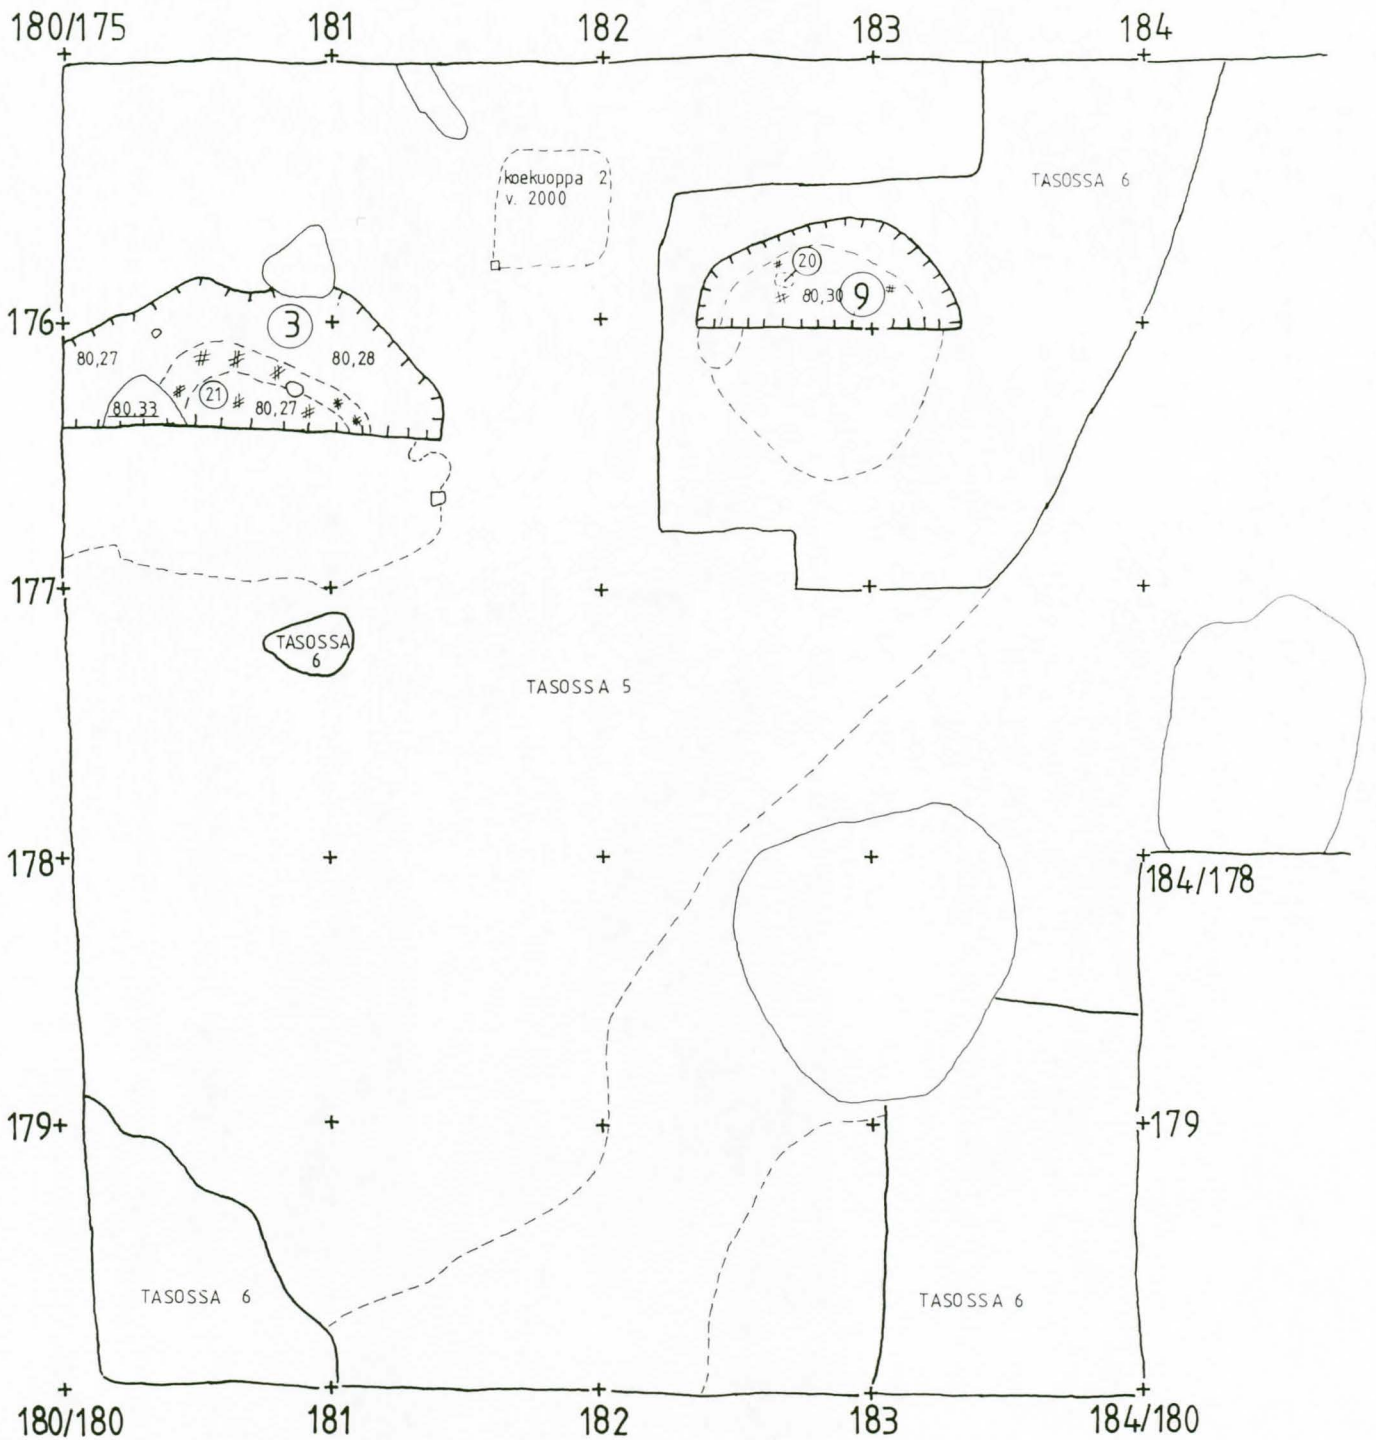 180/175 181 182 183 184
koekuoppa 2
v. 2000
TASOSSA 6
20
80,30 9
176 3
80,27 80,28
21
80,33 80,27
177
TASOSSA
6
TASOSSA 5
178
184/178
179 179
TASOSSA 6 TASOSSA 6
180/180 181 182 183 184/180